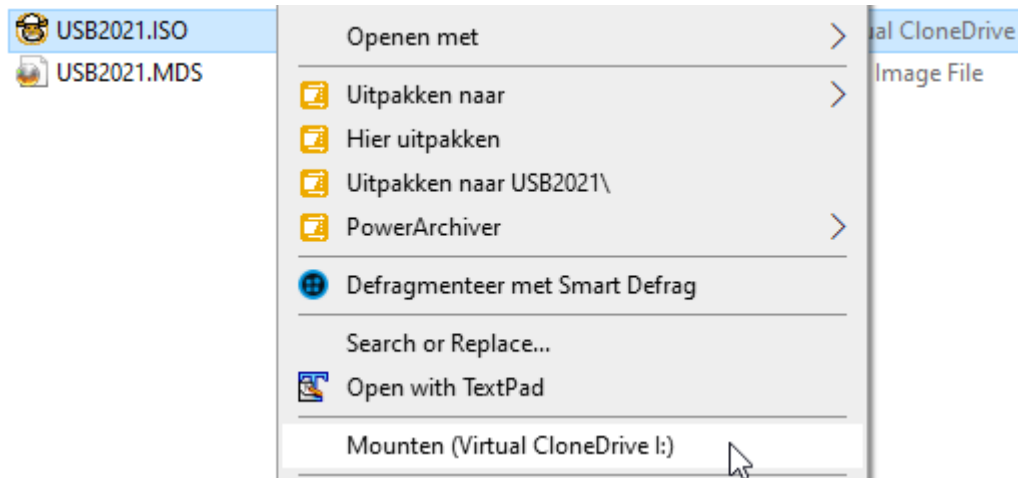 USB2021.ISO
USB2021.MDS
Openen met
Uitpakken naar
Hier uitpakken
Uitpakken naar USB2021\
PowerArchiver
Defragmenteer met Smart Defrag
Search or Replace...
Open with TextPad
Mounten (Virtual CloneDrive I:)
CloneDrive
Image File